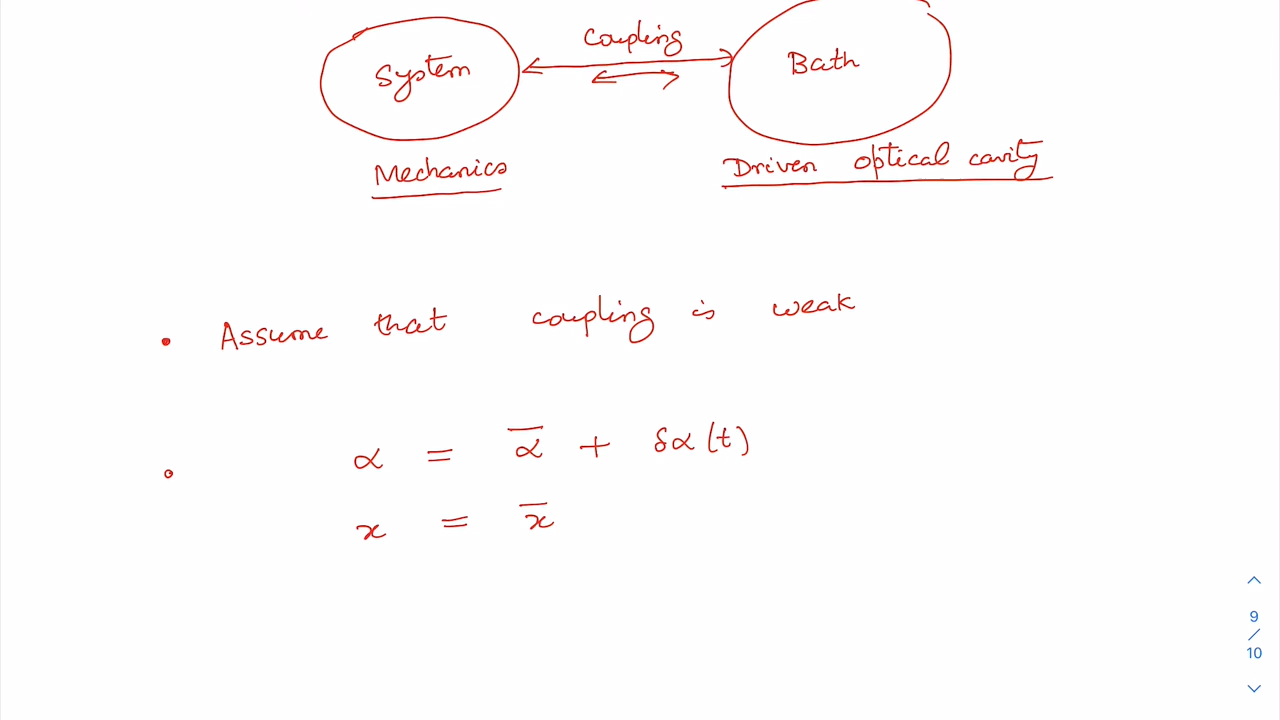 Coupling
System
Bath
Mechanics
Driven optical cavity
• Assume that coupling is weak
• α = α̅ + δα(t)
x = x̅
9
/
10